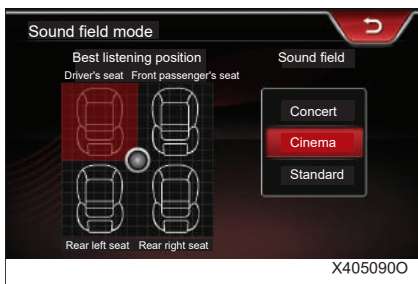 Sound field mode
Best listening position
Sound field
Driver's seat Front passenger's seat
Concert
Cinema
Standard
Rear left seat Rear right seat
X405090O